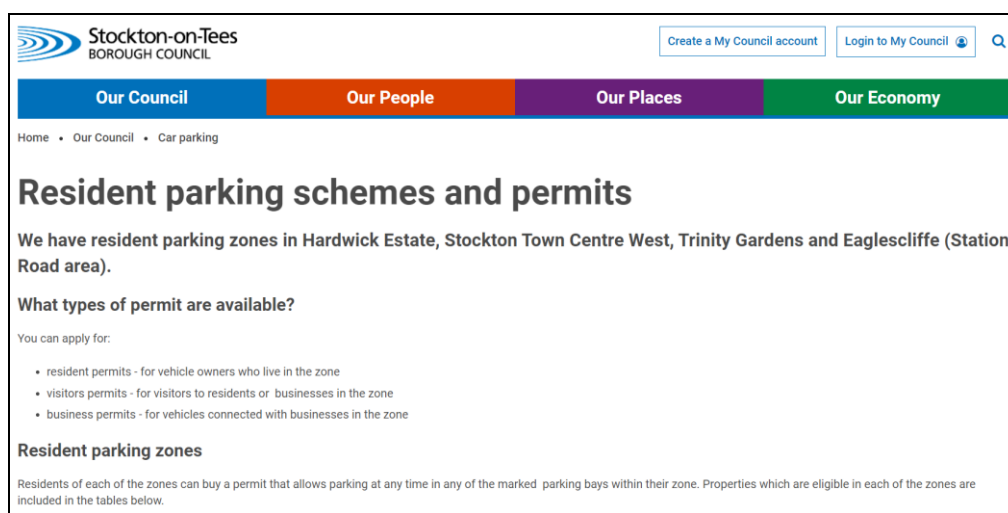 Stockton-on-Tees
BOROUGH COUNCIL
Create a My Council account
Login to My Council
Our Council
Our People
Our Places
Our Economy
Home • Our Council • Car parking
Resident parking schemes and permits
We have resident parking zones in Hardwick Estate, Stockton Town Centre West, Trinity Gardens and Eaglescliffe (Station
Road area).
What types of permit are available?
You can apply for:
• resident permits - for vehicle owners who live in the zone
• visitors permits - for visitors to residents or businesses in the zone
• business permits - for vehicles connected with businesses in the zone
Resident parking zones
Residents of each of the zones can buy a permit that allows parking at any time in any of the marked parking bays within their zone. Properties which are eligible in each of the zones are
included in the tables below.